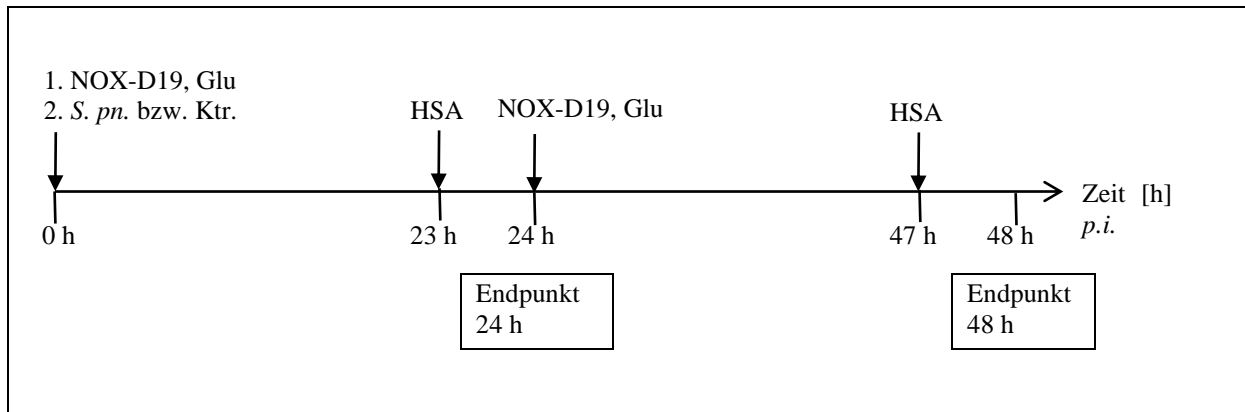 1. NOX-D19, Glu
2. S. pn. bzw. Ktr.
HSA
NOX-D19, Glu
HSA
Zeit [h]
p.i.
0 h
23 h
24 h
47 h
48 h
Endpunkt
24 h
Endpunkt
48 h